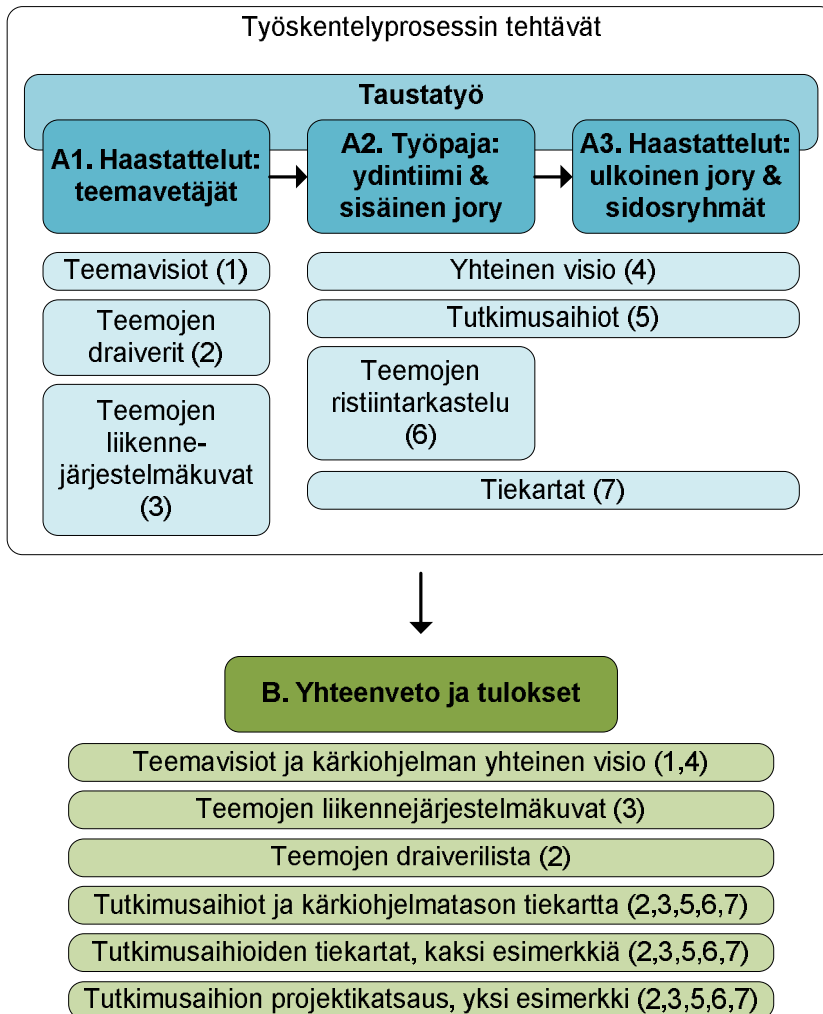 Työskentelyprosessin tehtävät
Taustatyö
A1. Haastattelut:
teemavetäjät
A2. Työpaja:
ydintiimi &
sisäinen jory
A3. Haastattelut:
ulkoinen jory &
sidosryhmät
Teemavisiot (1)
Teemojen
draiverit (2)
Teemojen
liikenne-
järjestelmäkuvat
(3)
Yhteinen visio (4)
Tutkimusaihiot (5)
Teemojen
ristiintarkastelu
(6)
Tiekartat (7)
B. Yhteenveto ja tulokset
Teemavisiot ja kärkiohjelman yhteinen visio (1,4)
Teemojen liikennejärjestelmäkuvat (3)
Teemojen draiverilista (2)
Tutkimusaihiot ja kärkiohjelmatason tiekartta (2,3,5,6,7)
Tutkimusaihioiden tiekartat, kaksi esimerkkiä (2,3,5,6,7)
Tutkimusaihion projektikatsaus, yksi esimerkki (2,3,5,6,7)